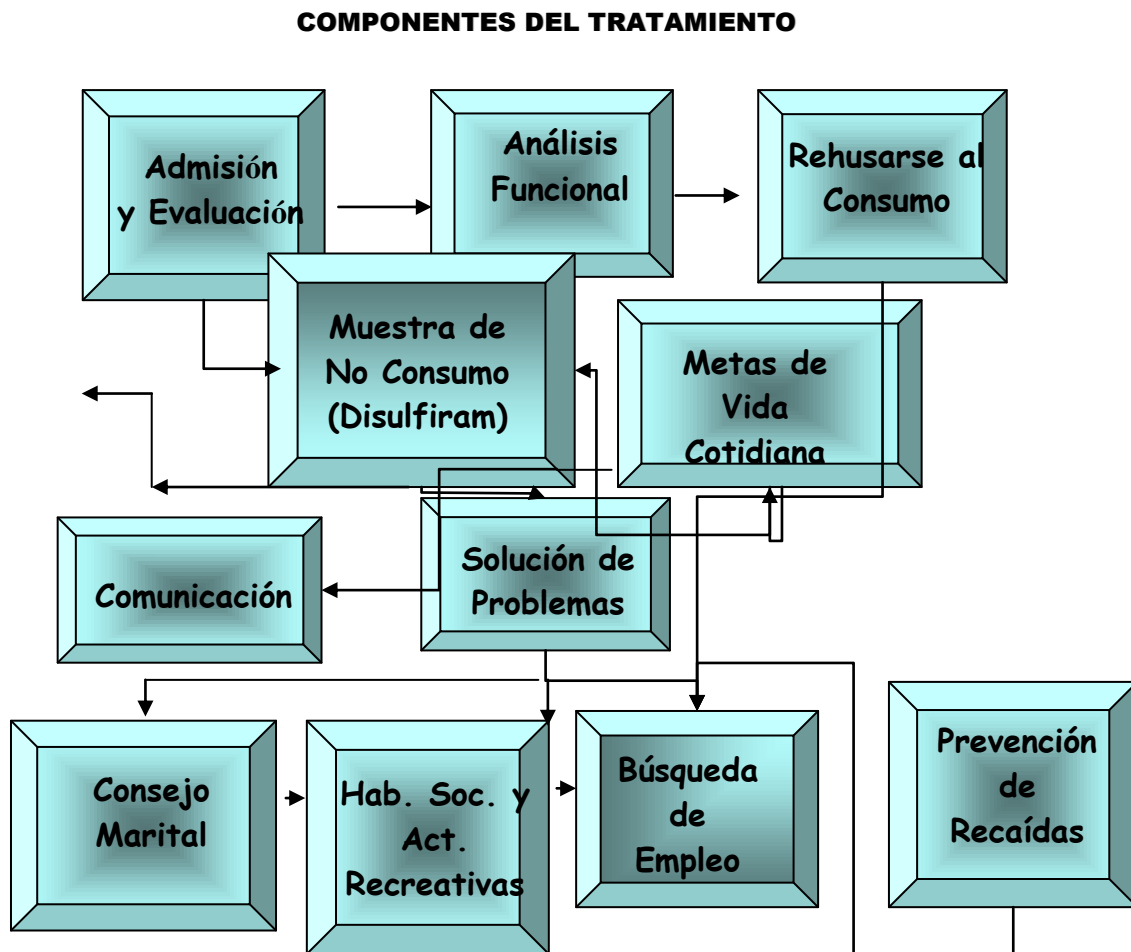 COMPONENTES DEL TRATAMIENTO
Admisión
y Evaluación
Análisis
Funcional
Rehusarse al
Consumo
Muestra de
No Consumo
(Disulfiram)
Metas de
Vida
Cotidiana
Comunicación
Solución de
Problemas
Consejo
Marital
Hab. Soc. y
Act.
Recreativas
Búsqueda
de
Empleo
Prevención
de
Recaídas